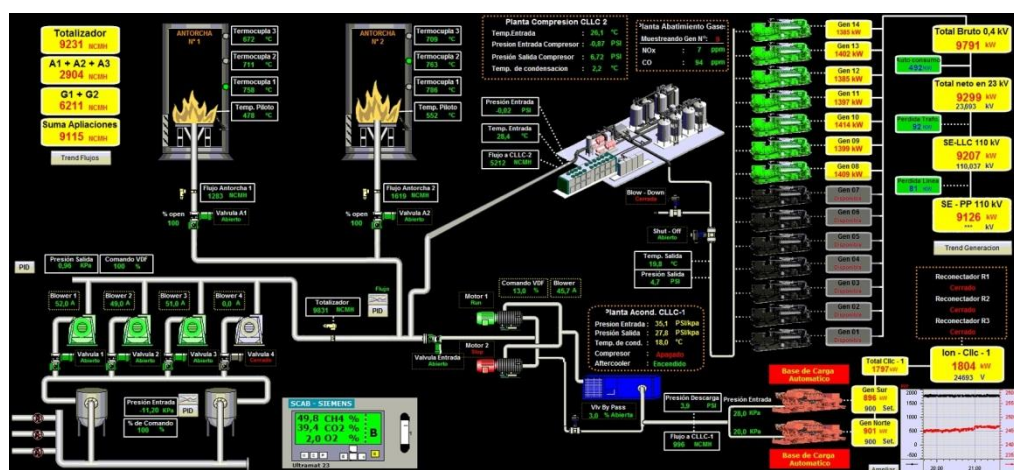 Totalizador
9231 NCMH
A1 + A2 + A3
2904 NCMH
G1 + G2
6211 NCMH
Suma Apliaciones
9115 NCMH
Trend Flujos
ANTORCHA
N° 1
Termocupla 3
672 °C
Termocupla 2
711 °C
Termocupla 1
758 °C
Temp. Piloto
478 °C
Flujo Antorcha 1
1283 NCMH
% open
100
Valvula A1
Abierto
ANTORCHA
N° 2
Termocupla 3
709 °C
Termocupla 2
763 °C
Termocupla 1
786 °C
Temp. Piloto
552 °C
Flujo Antorcha 2
1619 NCMH
% open
100
Valvula A2
Abierto
Planta Compresion CLLC 2
Temp.Entrada : 26,1 °C
Presion Entrada Compresor : -0,87 PSI
Presión Salida Compresor : 6,72 PSI
Temp. de condensacion : 2,2 °C
Planta Abatimiento Gases
Muestreando Gen N°: 8
NOx : 7 ppm
CO : 94 ppm
Presión Entrada
-0,82 PSI
Temp. Entrada
28,4 °C
Flujo a CLLC-2
5212 NCMH
Blow - Down
Cerrada
Shut - Off
Abierto
Temp. Salida
19,8 °C
Presión Salida
4,7 PSI
Gen 14
1385 kW
Gen 13
1402 kW
Gen 12
1385 kW
Gen 11
1397 kW
Gen 10
1414 kW
Gen 09
1399 kW
Gen 08
1409 kW
Gen 07
Disponible
Gen 06
Disponible
Gen 05
Disponible
Gen 04
Disponible
Gen 03
Disponible
Gen 02
Disponible
Gen 01
Disponible
Total Bruto 0,4 kV
9791 kW
Auto consumo
492 kW
Total neto en 23 kV
9299 kW
23,693 kV
Perdida Trafo
92 kW
SE-LLC 110 kV
9207 kW
110,037 kV
Perdida Linea
81 kW
SE - PP 110 kV
9126 kW
*** kV
Trend Generacion
Reconectador R1
Cerrado
Reconectador R2
Cerrado
Reconectador R3
Cerrado
Ion - Cllc - 1
1804 kW
24693 V
Total Cllc - 1
1797 kW
Gen Sur
896 kW
900 Set.
Gen Norte
901 kW
900 Set.
Base de Carga
Automatico
Base de Carga
Automatico
Presión Entrada
28,0 KPa
20,0 KPa
PID
Presión Salida
6,96 KPa
Comando VDF
100 %
Blower 1
52,0 A
Blower 2
49,0 A
Blower 3
51,0 A
Blower 4
0,0 A
Valvula 1
Abierto
Valvula 2
Abierto
Valvula 3
Abierto
Valvula 4
Cerrado
Presión Entrada
-11,20 KPa
PID
% de Comando
100 %
Totalizador
9831 NCMH
Flujo
PID
Valvula Entrada
Abierto
Motor 1
Run
Motor 2
Stop
Comando VDF
13,0 %
Blower
45,7 A
Planta Acond. CLLC-1
Presion Entrada : 35,1 PSI/kpa
Presión Salida : 27,8 PSI/kpa
Temp. de cond. : 18,0 °C
Compresor : Apagado
Aftercooler : Encendido
Vlv By Pass
3,0 % Abierto
Presión Descarga
3,9 PSI
Flujo a CLLC-1
996 NCMH
SCAB - SIEMENS
49,8 CH4 %
39,4 CO2 %
2,0 O2 %
B
Ultramat 23
2000
1500
1000
500
0
-500
20:00
21:00